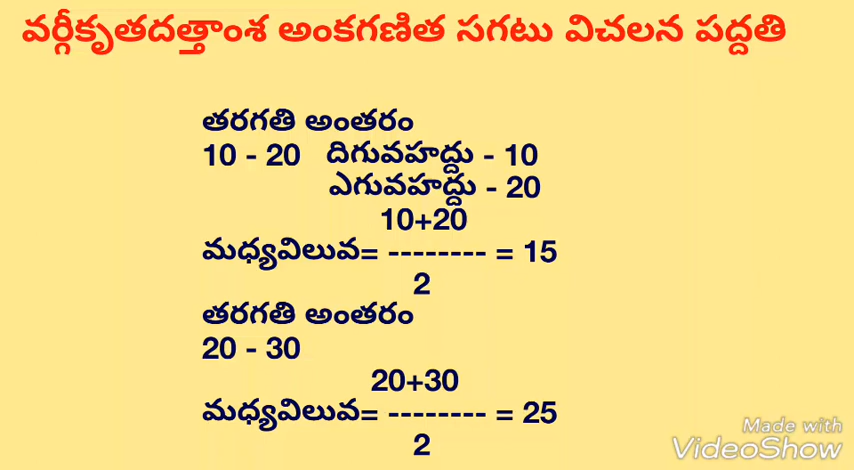 వర్గీకృతదత్తాంశ అంకగణిత సగటు విచలన పద్దతి
తరగతి అంతరం
10 - 20 దిగువహద్దు - 10
ఎగువహద్దు - 20
10+20
మధ్యవిలువ= -------- = 15
2
తరగతి అంతరం
20 - 30
20+30
మధ్యవిలువ= -------- = 25
2
Made with
VideoShow